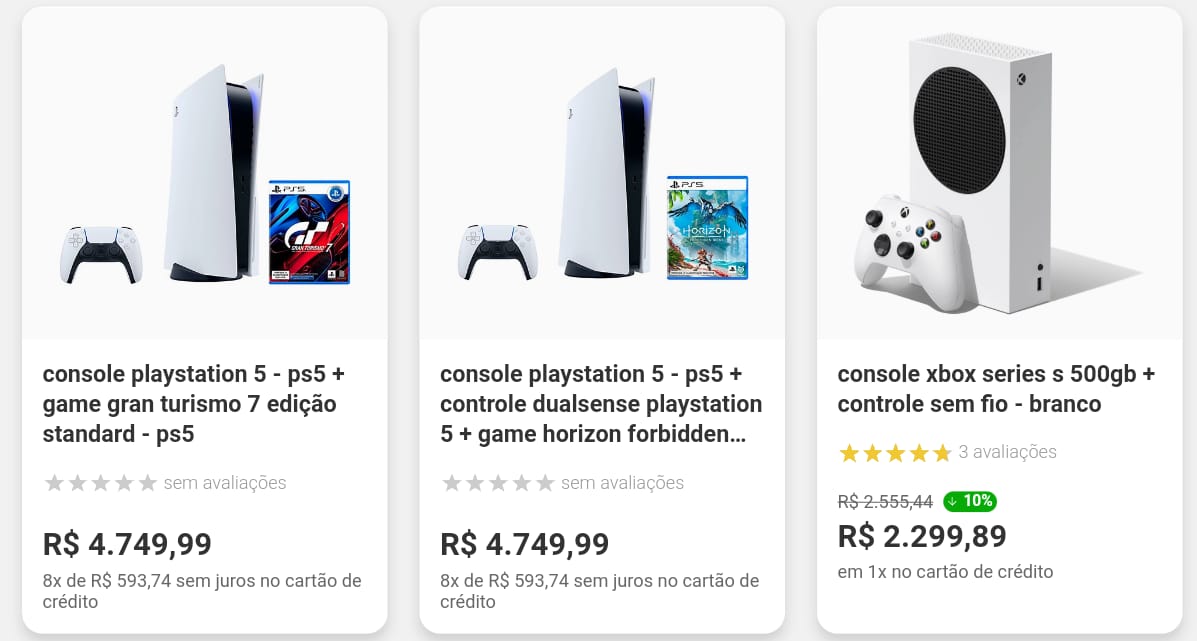 PS5
GRAN TURISMO 7
console playstation 5 - ps5 +
game gran turismo 7 edição
standard - ps5
sem avaliações
R$ 4.749,99
8x de R$ 593,74 sem juros no cartão de
crédito
PS5
HORIZON
console playstation 5 - ps5 +
controle dualsense playstation
5 + game horizon forbidden...
sem avaliações
R$ 4.749,99
8x de R$ 593,74 sem juros no cartão de
crédito
console xbox series s 500gb +
controle sem fio - branco
3 avaliações
R$ 2.555,44 10%
R$ 2.299,89
em 1x no cartão de crédito